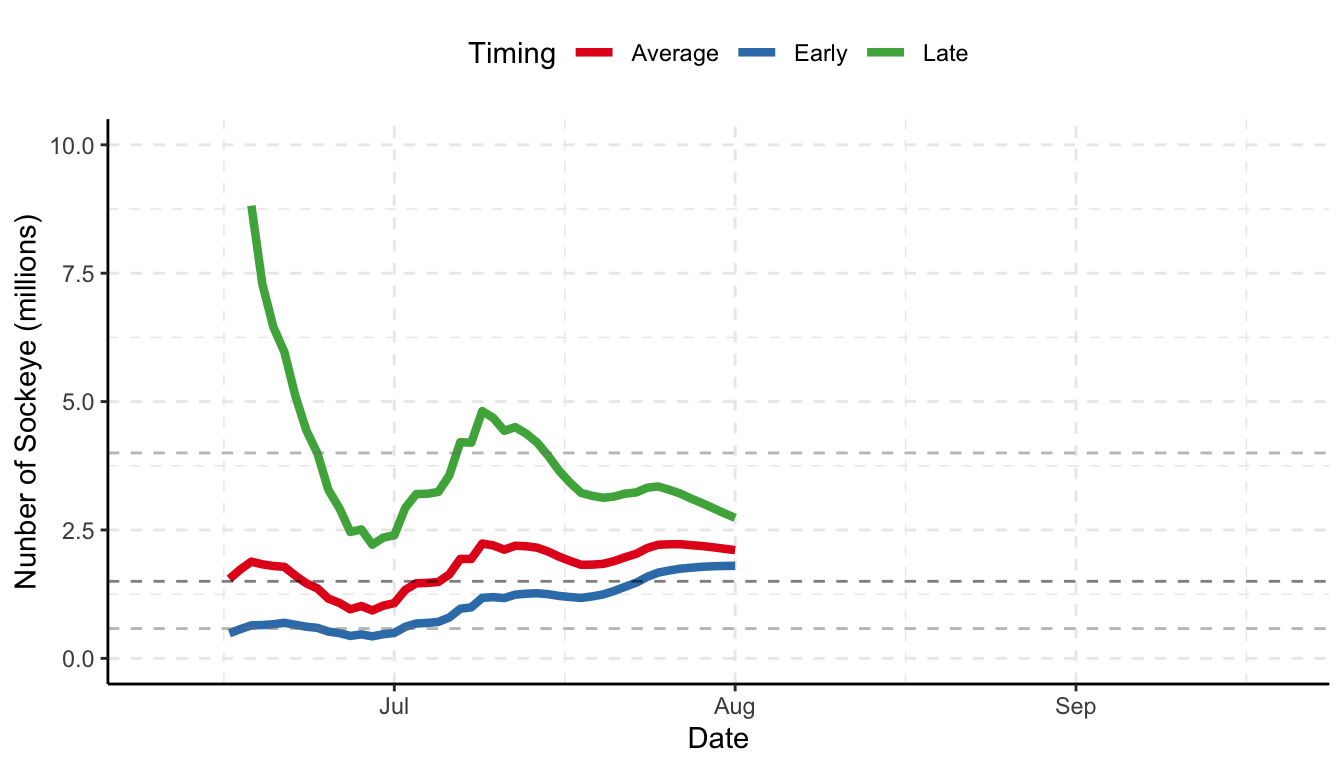 Timing Average Early Late
10.0
7.5
5.0
2.5
0.0
Nunber of Sockeye (millions)
Jul Aug Sep
Date